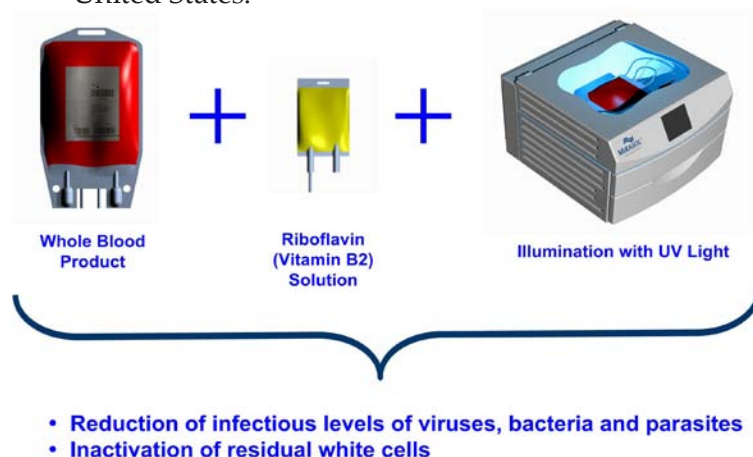 United States.
Whole Blood
Product
Riboflavin
(Vitamin B2)
Solution
Illumination with UV Light
• Reduction of infectious levels of viruses, bacteria and parasites
• Inactivation of residual white cells